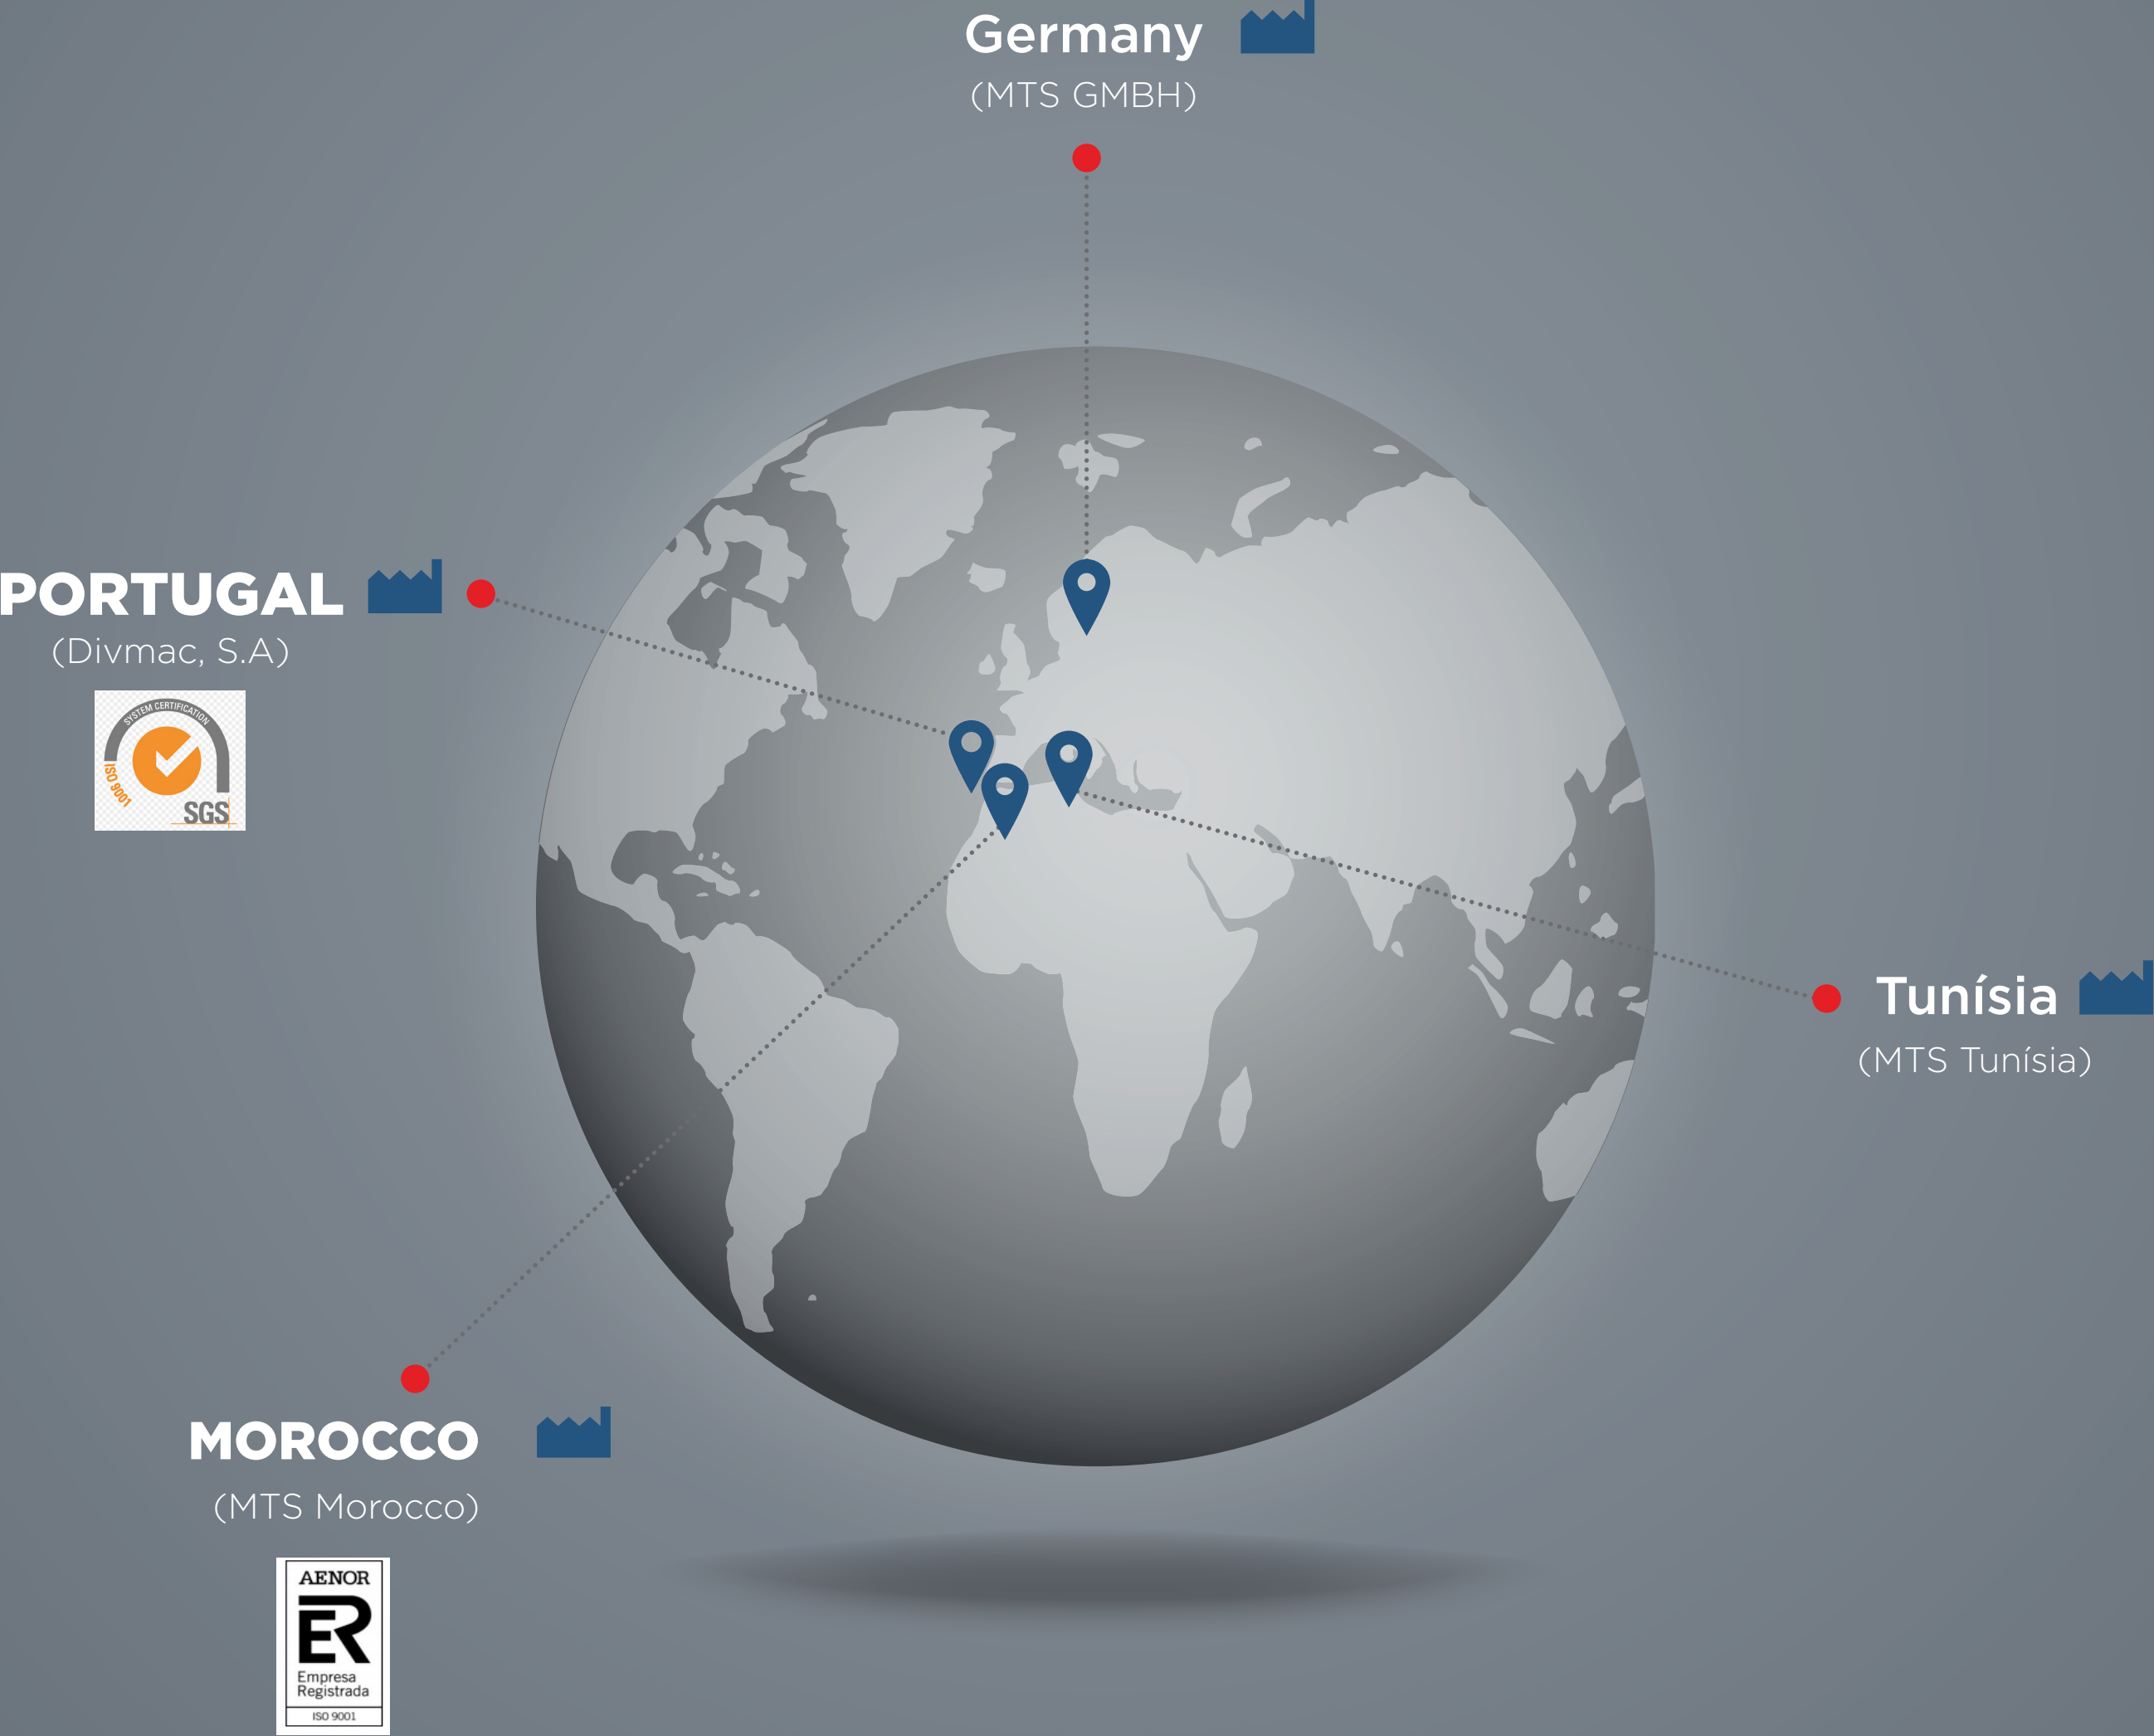 Germany
(MTS GMBH)
PORTUGAL
(Divmac, S.A)
SYSTEM CERTIFICATION
ISO 9001
SGS
Tunísia
(MTS Tunísia)
MOROCCO
(MTS Morocco)
AENOR
ER
Empresa
Registrada
ISO 9001